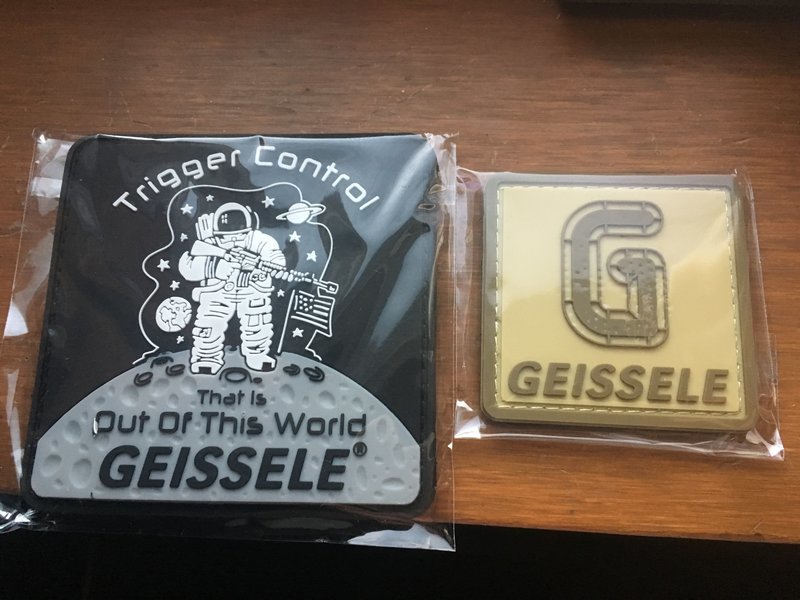 Trigger Control
That Is
Out Of This World
GEISSELE®
G
GEISSELE